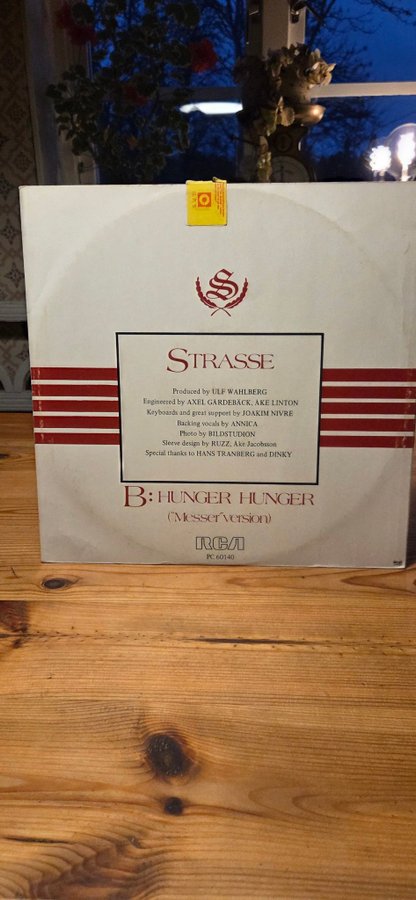 S
STRASSE
Produced by ULF WAHLBERG
Engineered by AXEL GÄRDEBÄCK, ÅKE LINTON
Keyboards and great support by JOAKIM NIVRE
Backing vocals by ANNICA
Photo by BILDSTUDION
Sleeve design by RUZZ, Åke Jacobsson
Special thanks to HANS TRANBERG and DINKY
B: HUNGER HUNGER
("Messer" version)
RCA
PC 60140